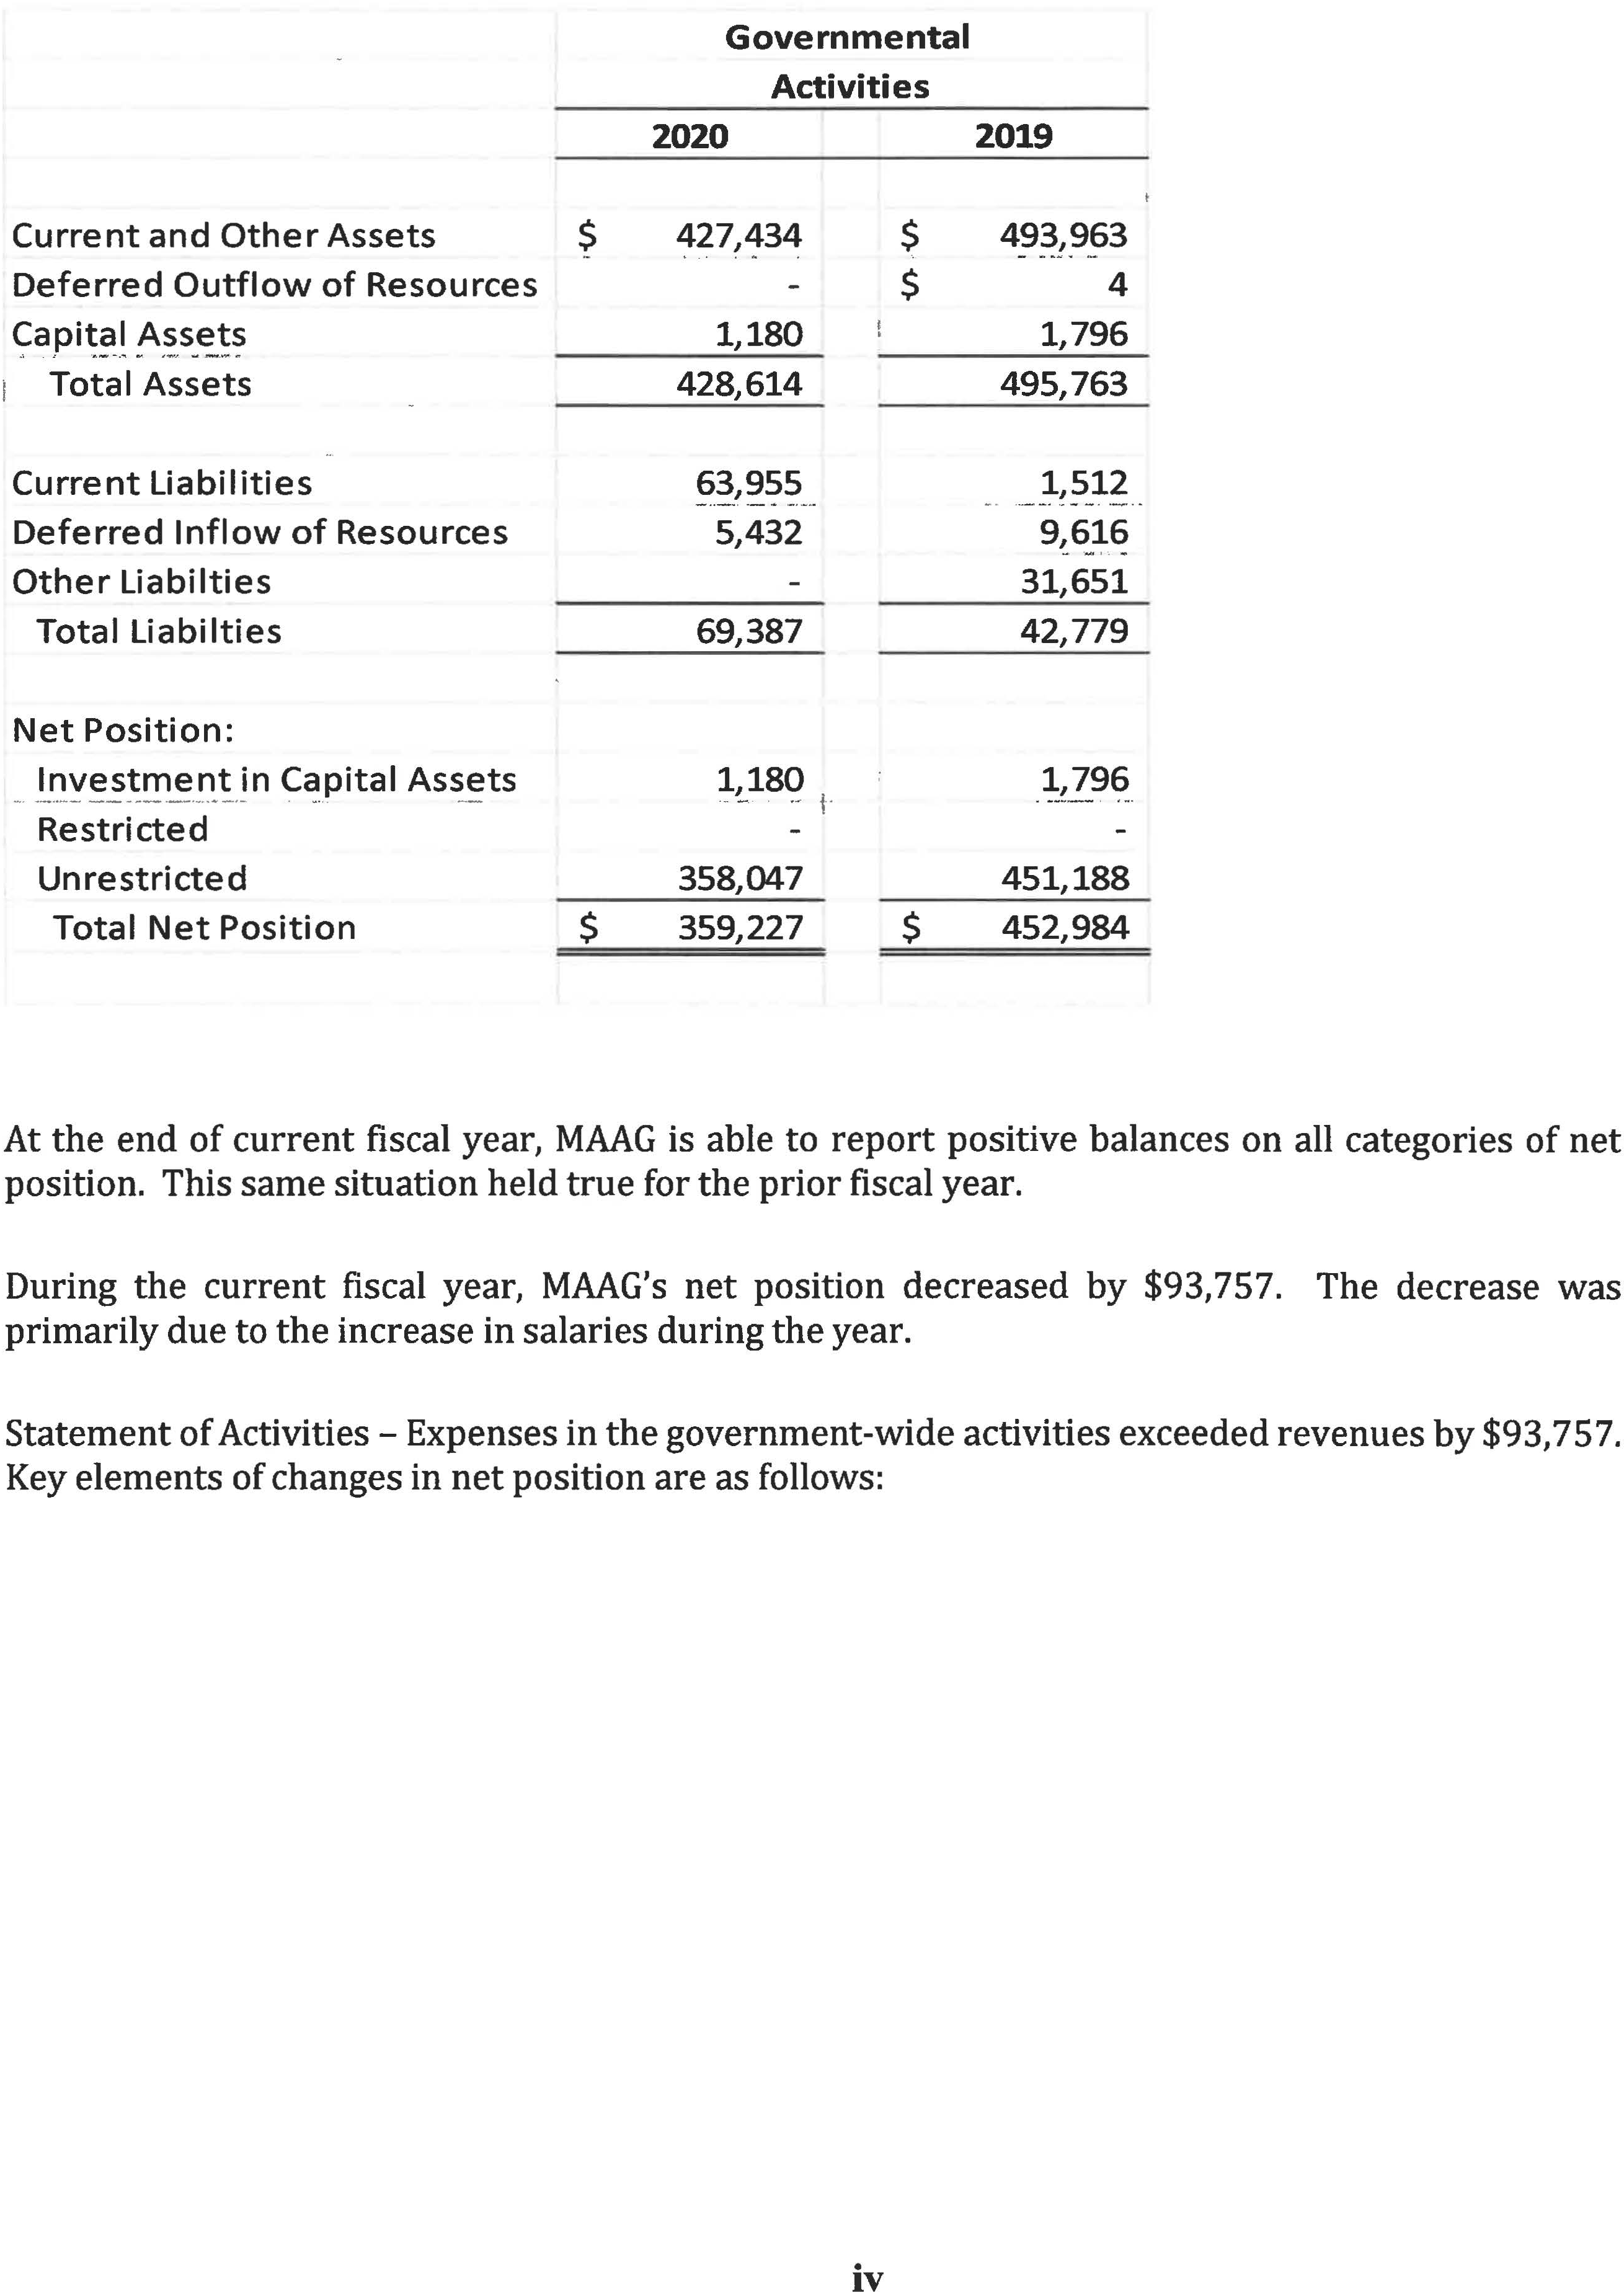 Governmental
Activities
2020 2019
Current and Other Assets $ 427,434 $ 493,963
Deferred Outflow of Resources - $ 4
Capital Assets 1,180 1,796
Total Assets 428,614 495,763
Current Liabilities 63,955 1,512
Deferred Inflow of Resources 5,432 9,616
Other Liabilties - 31,651
Total Liabilties 69,387 42,779
Net Position:
Investment in Capital Assets 1,180 1,796
Restricted - -
Unrestricted 358,047 451,188
Total Net Position $ 359,227 $ 452,984
At the end of current fiscal year, MAAG is able to report positive balances on all categories of net
position. This same situation held true for the prior fiscal year.
During the current fiscal year, MAAG's net position decreased by $93,757. The decrease was
primarily due to the increase in salaries during the year.
Statement of Activities – Expenses in the government-wide activities exceeded revenues by $93,757.
Key elements of changes in net position are as follows:
iv